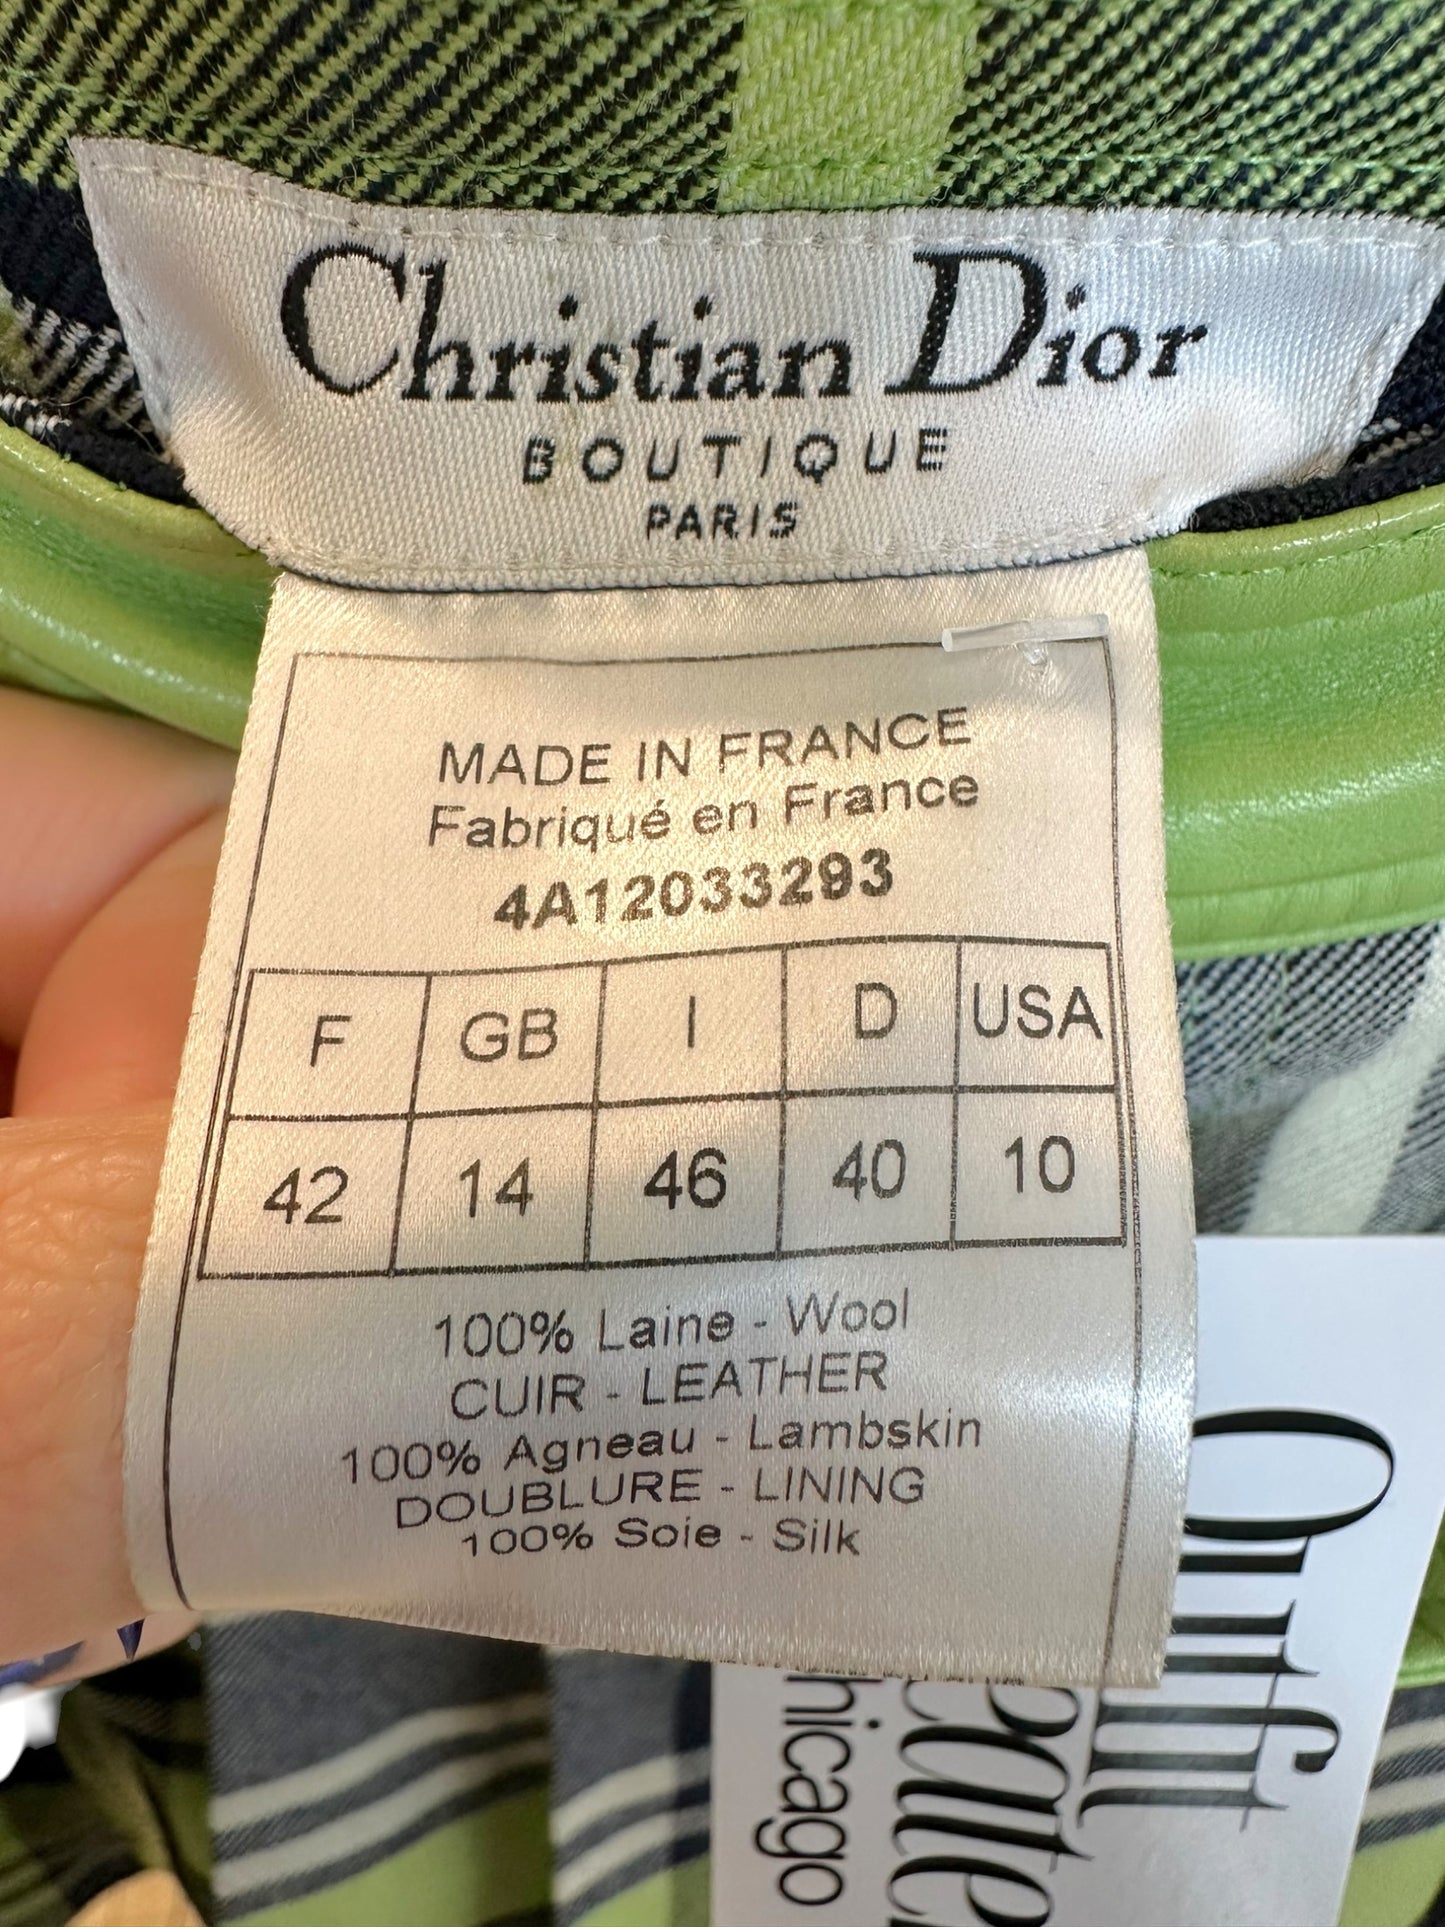 Christian Dior
BOUTIQUE
PARIS
MADE IN FRANCE
Fabriqué en France
4A12033293
F GB I D USA
42 14 46 40 10
100% Laine - Wool
CUIR - LEATHER
100% Agneau - Lambskin
DOUBLURE - LINING
100% Soie - Silk
Outfit